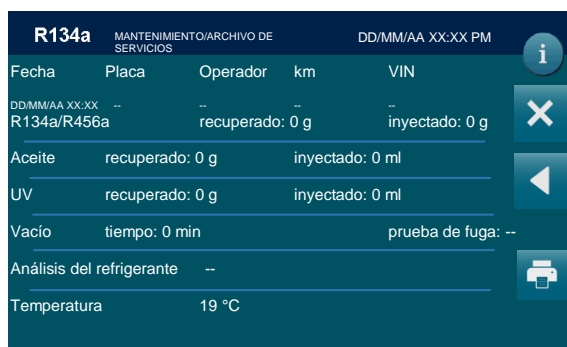 R134a MANTENIMIENTO/ARCHIVO DE SERVICIOS DD/MM/AA XX:XX PM
i
Fecha Placa Operador km VIN
DD/MM/AA XX:XX -- -- -- --
R134a/R456a recuperado: 0 g inyectado: 0 g
Aceite recuperado: 0 g inyectado: 0 ml
UV recuperado: 0 g inyectado: 0 ml
Vacío tiempo: 0 min prueba de fuga: --
Análisis del refrigerante --
Temperatura 19 °C